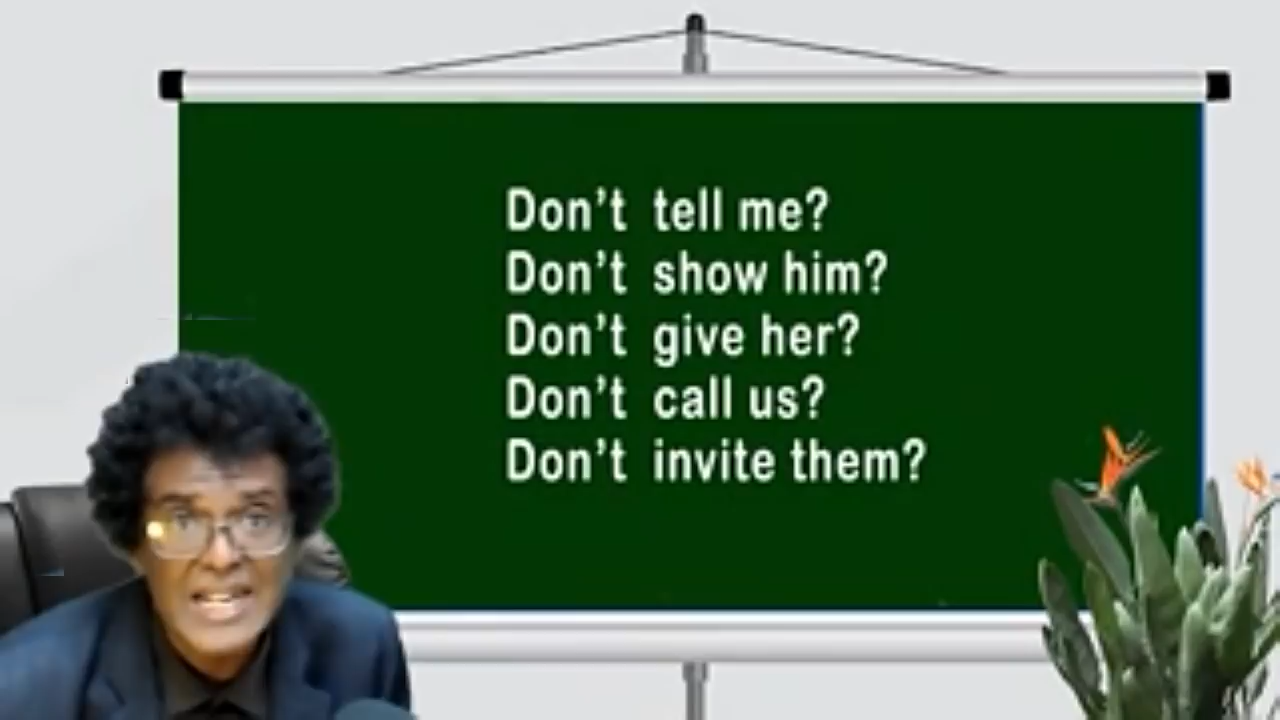 Don’t tell me?
Don’t show him?
Don’t give her?
Don’t call us?
Don’t invite them?